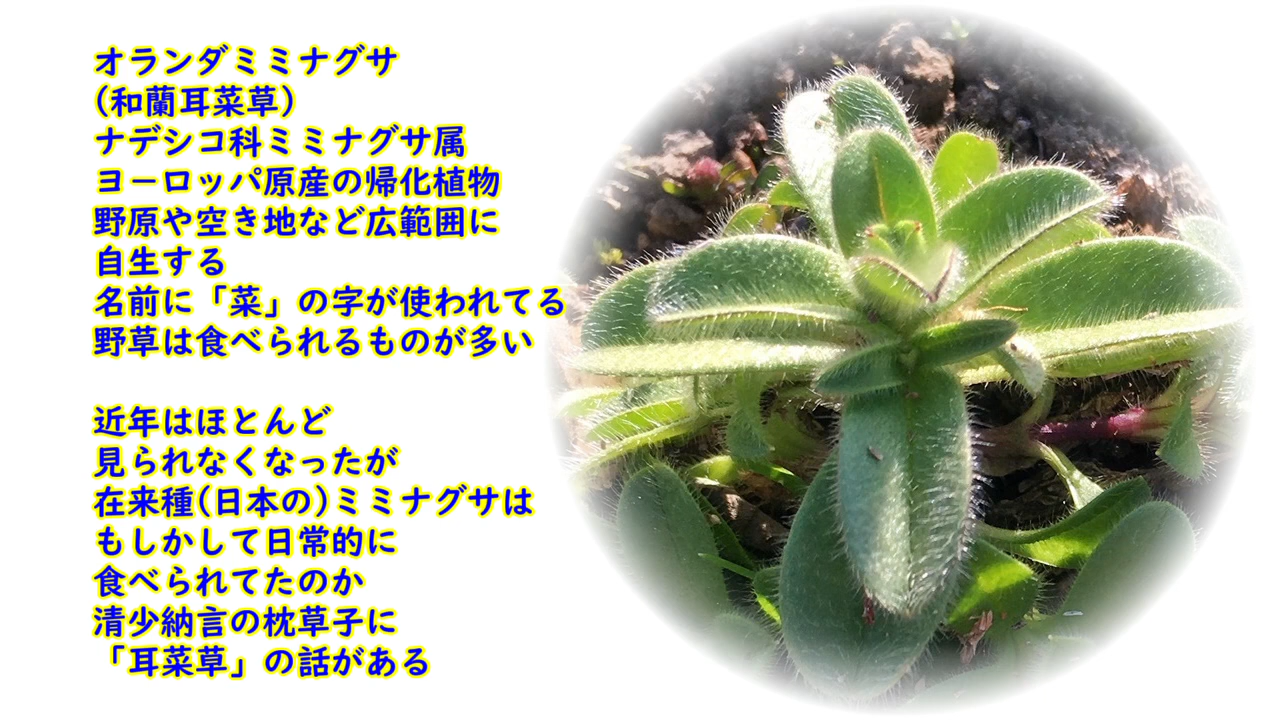 オランダミミナグサ
(和蘭耳菜草)
ナデシコ科ミミナグサ属
ヨーロッパ原産の帰化植物
野原や空き地など広範囲に
自生する
名前に「菜」の字が使われてる
野草は食べられるものが多い
近年はほとんど
見られなくなったが
在来種(日本の)ミミナグサは
もしかして日常的に
食べられてたのか
清少納言の枕草子に
「耳菜草」の話がある